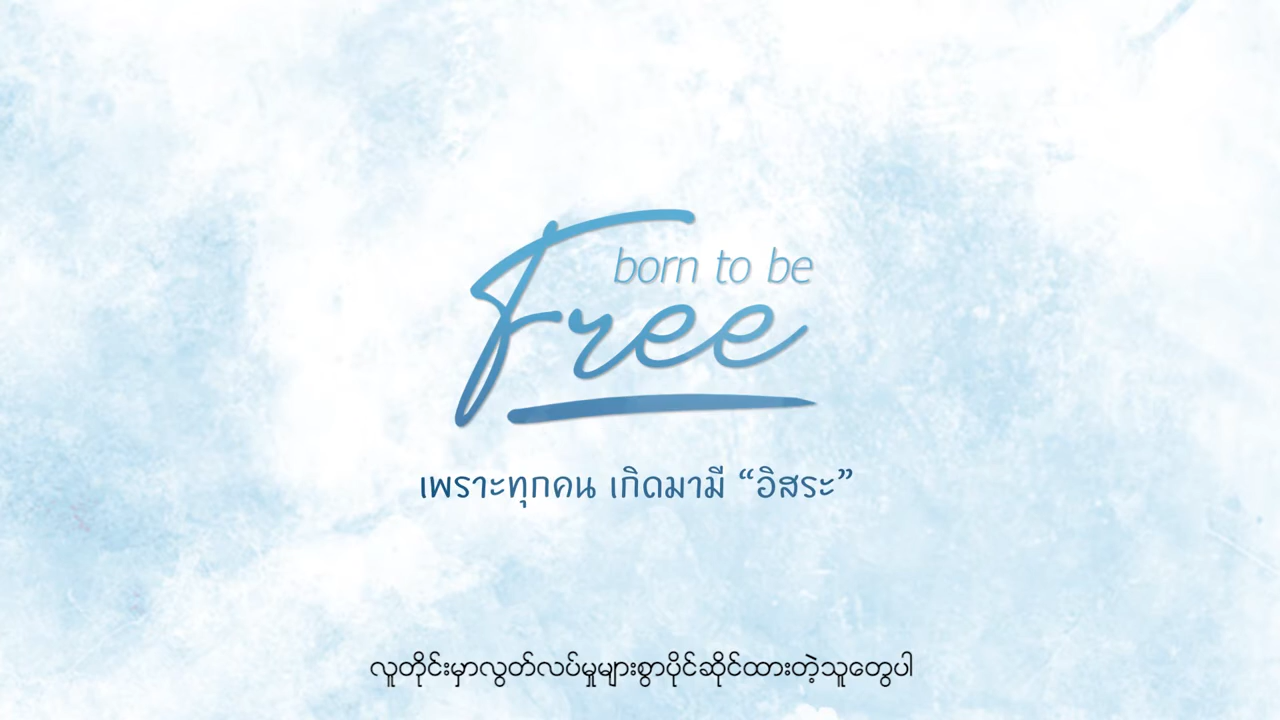 born to be
Free
เพราะทุกคน เกิดมามี “อิสระ”
လူတိုင်းမှာလွတ်လပ်မှုများစွာပိုင်ဆိုင်ထားတဲ့သူတွေပါ